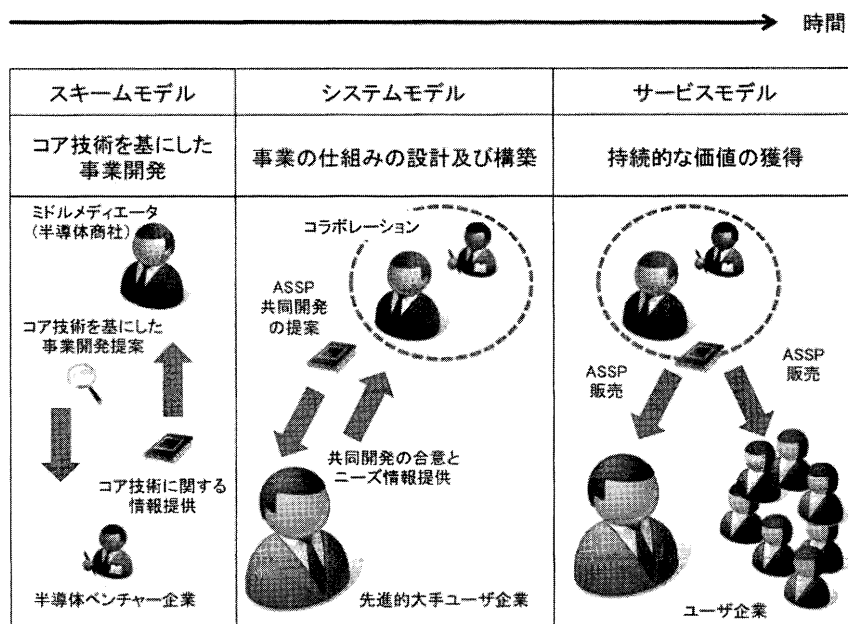 時間
スキームモデル
システムモデル
サービスモデル
コア技術を基にした
事業開発
事業の仕組みの設計及び構築
持続的な価値の獲得
ミドルメディエータ
(半導体商社)
コア技術を基にした
事業開発提案
コア技術に関する
情報提供
半導体ベンチャー企業
コラボレーション
ASSP
共同開発
の提案
共同開発の合意と
ニーズ情報提供
先進的大手ユーザ企業
ASSP
販売
ASSP
販売
ユーザ企業